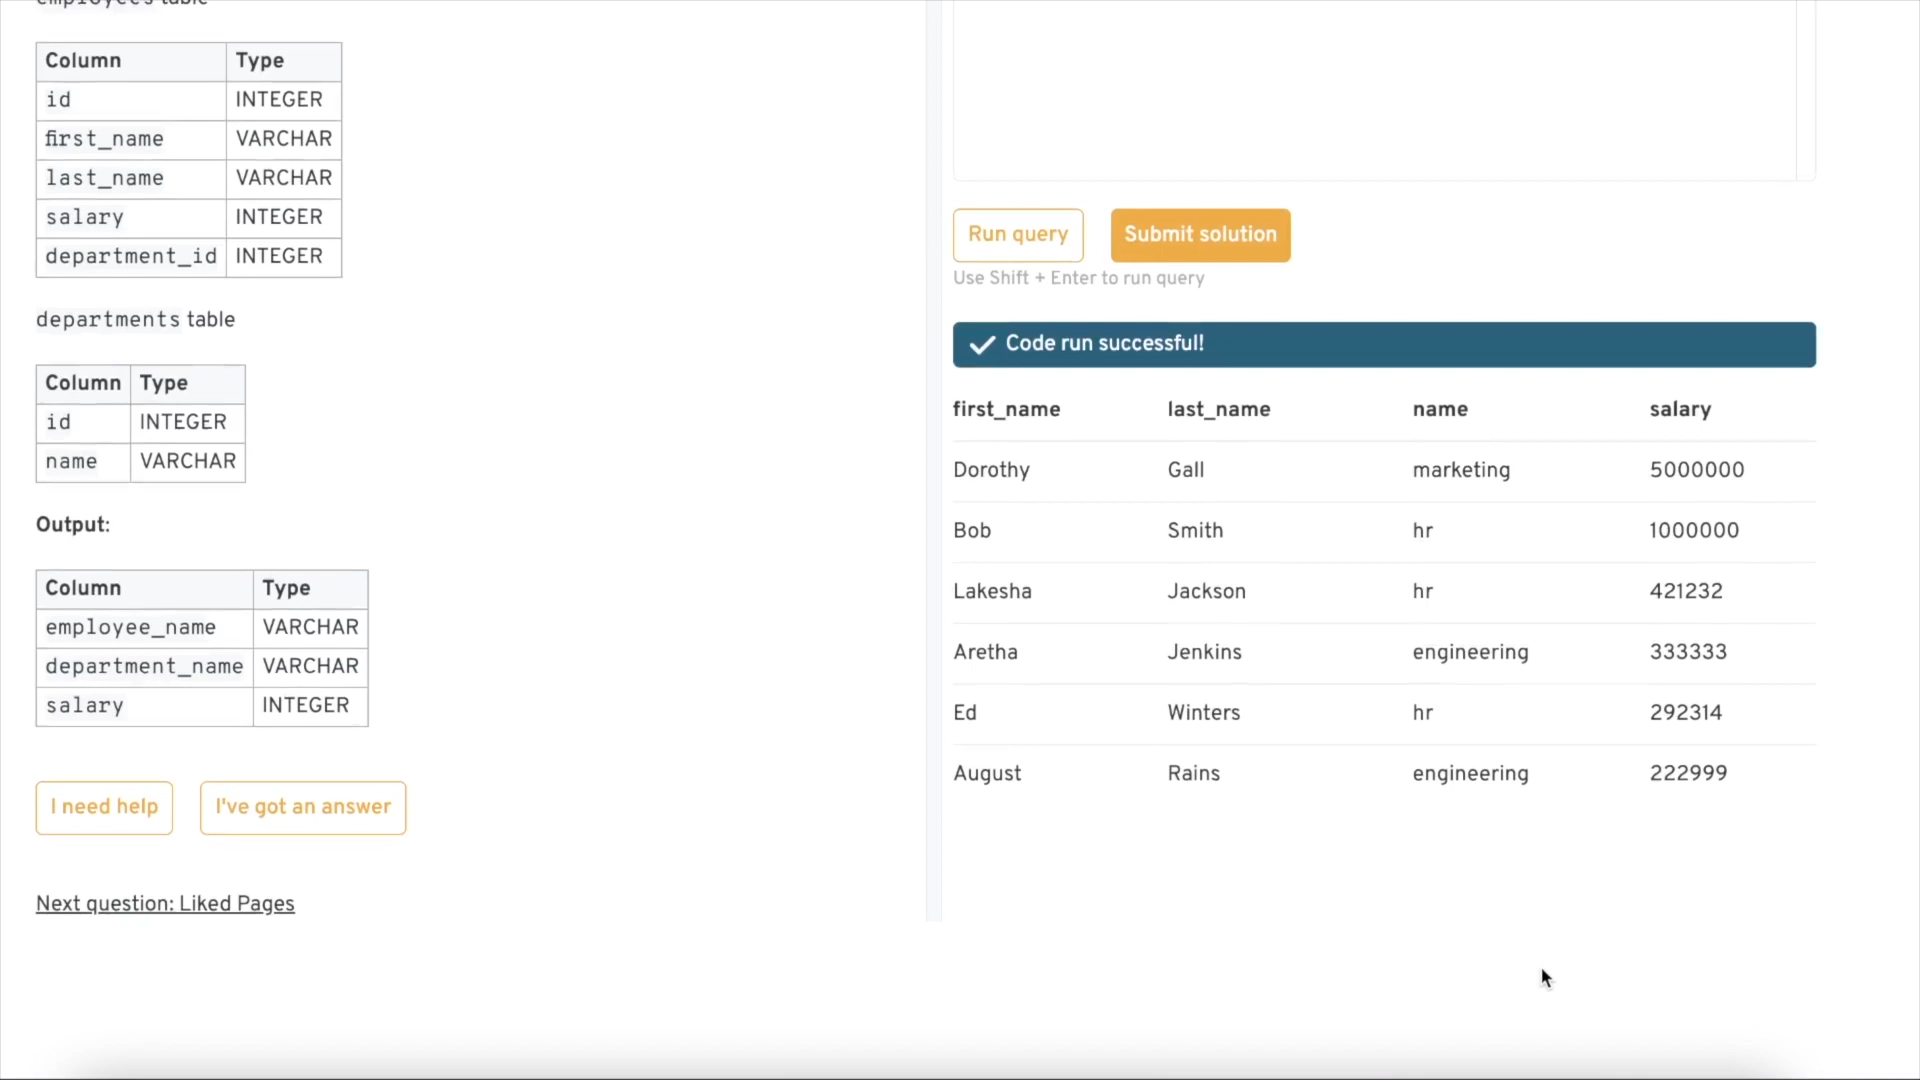 employees table
Column Type
id INTEGER
first_name VARCHAR
last_name VARCHAR
salary INTEGER
department_id INTEGER
departments table
Column Type
id INTEGER
name VARCHAR
Output:
Column Type
employee_name VARCHAR
department_name VARCHAR
salary INTEGER
I need help I've got an answer
Next question: Liked Pages
Run query Submit solution
Use Shift + Enter to run query
Code run successful!
first_name last_name name salary
Dorothy Gall marketing 5000000
Bob Smith hr 1000000
Lakesha Jackson hr 421232
Aretha Jenkins engineering 333333
Ed Winters hr 292314
August Rains engineering 222999